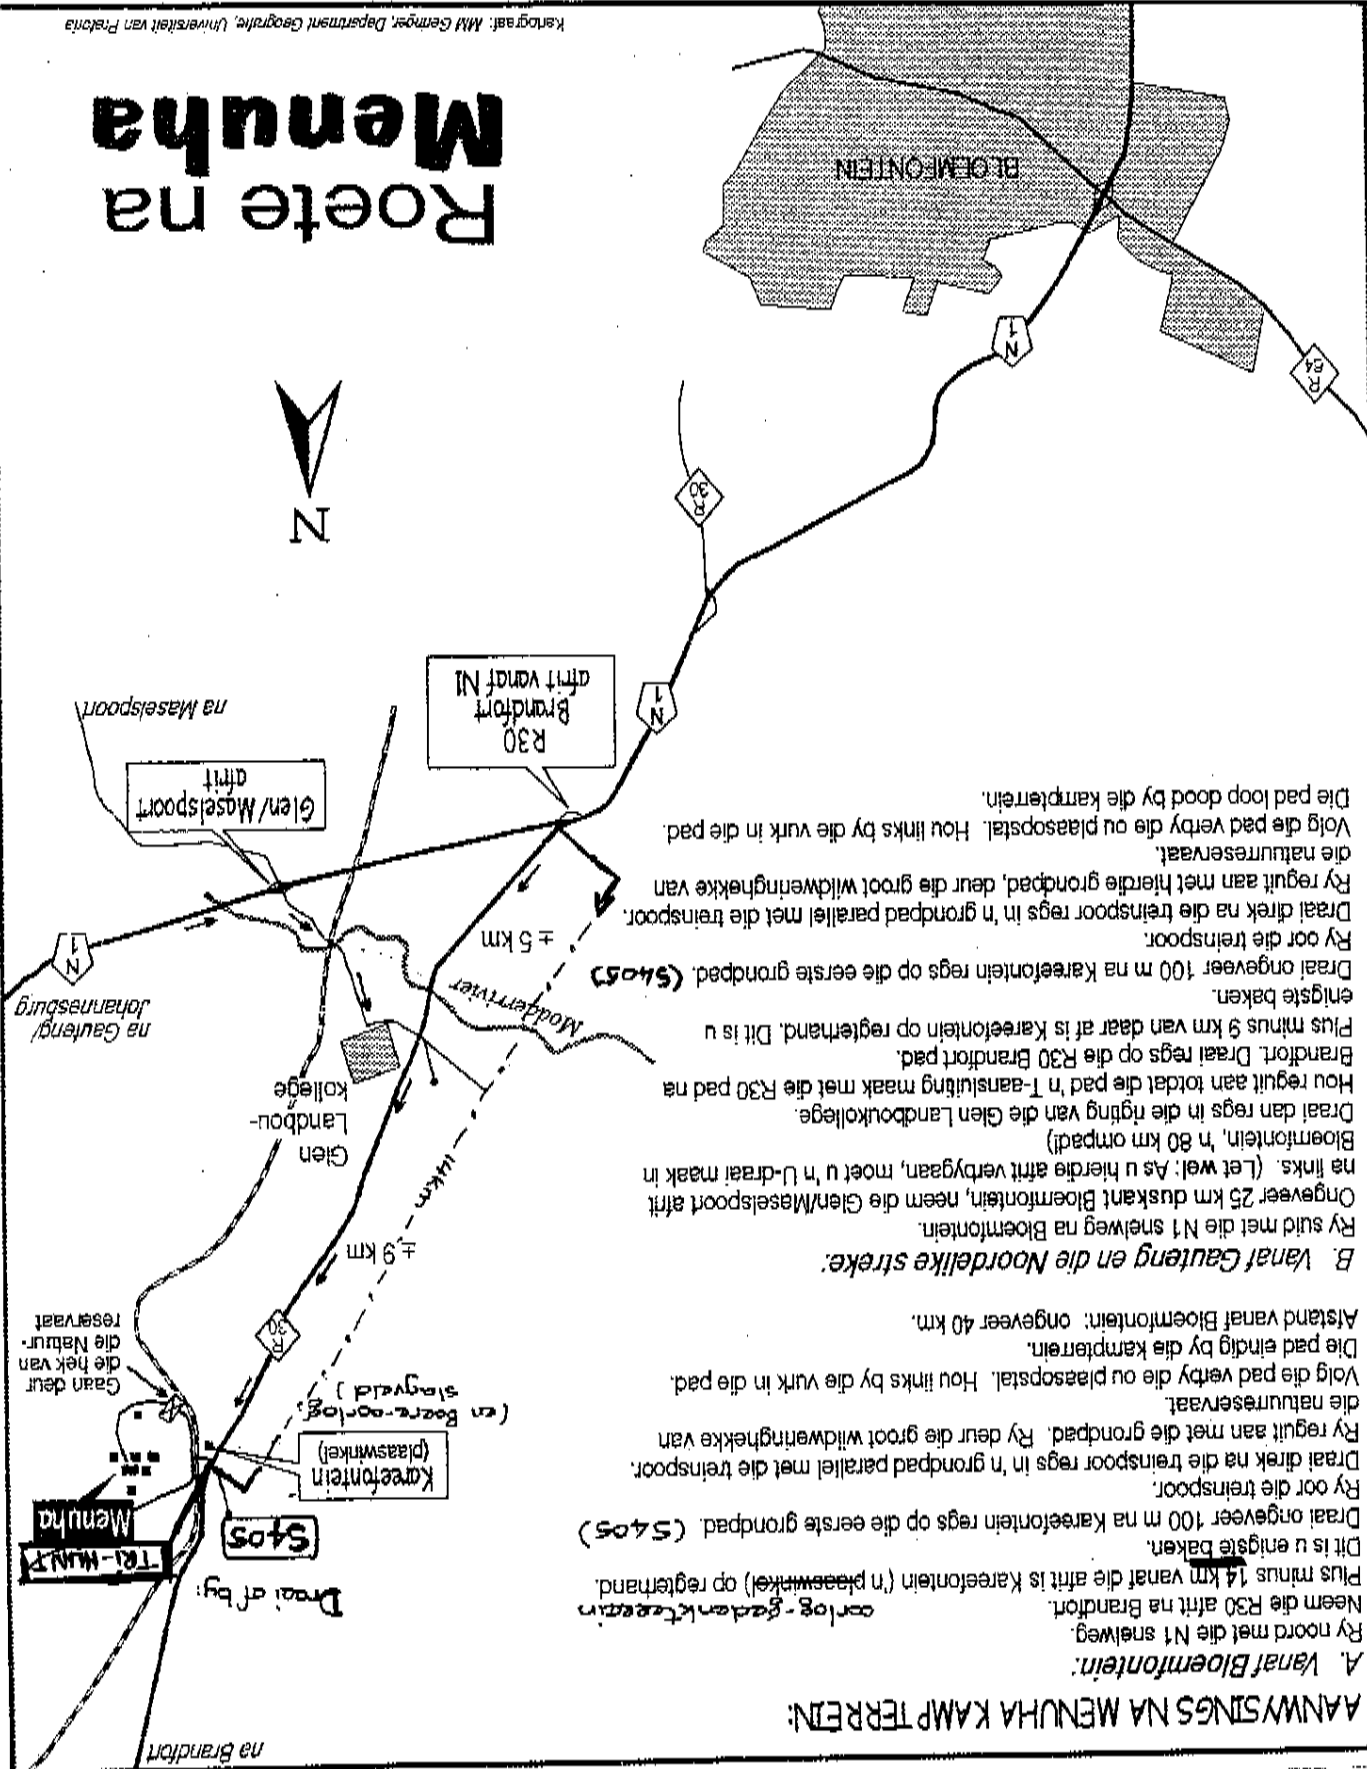 AANWYSINGS NA MENUHA KAMPTERREIN:
A. Vanaf Bloemfontein:
Ry noord met die N1 snelweg.
Neem die R30 afrit na Brandfort.
oorlog-gedenkterrein
Plus minus 14 km vanaf die afrit is Kareefontein ('n plaaswinkel) op regterhand.
Dit is u enigste baken.
Draai ongeveer 100 m na Kareefontein regs op die eerste grondpad. (S405)
Ry oor die treinspoor.
Draai direk na die treinspoor regs in 'n grondpad parallel met die treinspoor.
Ry reguit aan met die grondpad. Ry deur die groot wildweringhekke van
die natuurreservaat.
Volg die pad verby die ou plaasopstal. Hou links by die vurk in die pad.
Die pad eindig by die kampterrein.
Afstand vanaf Bloemfontein: ongeveer 40 km.
B. Vanaf Gauteng en die Noordelike streke:
Ry suid met die N1 snelweg na Bloemfontein.
Ongeveer 25 km duskant Bloemfontein, neem die Glen/Maselspoort afrit
na links. (Let wel: As u hierdie afrit verbygaan, moet u 'n U-draai maak in
Bloemfontein, 'n 80 km ompad!)
Draai dan regs in die rigting van die Glen Landboukollege.
Hou reguit aan totdat die pad 'n T-aansluiting maak met die R30 pad na
Brandfort. Draai regs op die R30 Brandfort pad.
Plus minus 9 km van daar af is Kareefontein op regterhand. Dit is u
enigste baken.
Draai ongeveer 100 m na Kareefontein regs op die eerste grondpad. (S405)
Ry oor die treinspoor.
Draai direk na die treinspoor regs in 'n grondpad parallel met die treinspoor.
Ry reguit aan met hierdie grondpad, deur die groot wildweringhekke van
die natuurreservaat.
Volg die pad verby die ou plaasopstal. Hou links by die vurk in die pad.
Die pad loop dood by die kampterrein.
na Brandfort
Draai af by:
S405
TRI-HUNT
Menuha
Kareefontein
(plaaswinkel)
(en Boere-oorlog
slagveld)
Gaan deur
die hek van
die Natuur-
reservaat
R
30
± 9 km
14km
Glen
Landbou-
kollege
Modderrivier
na Gauteng/
Johannesburg
N
1
± 5 km
Glen/Maselspoort
afrit
na Maselspoort
R30
Brandfort
afrit vanaf N1
N
1
N
R
30
N
1
R
64
BLOEMFONTEIN
Roete na
Menuha
Kartograaf: MM Geringer, Departement Geografie, Universiteit van Pretoria